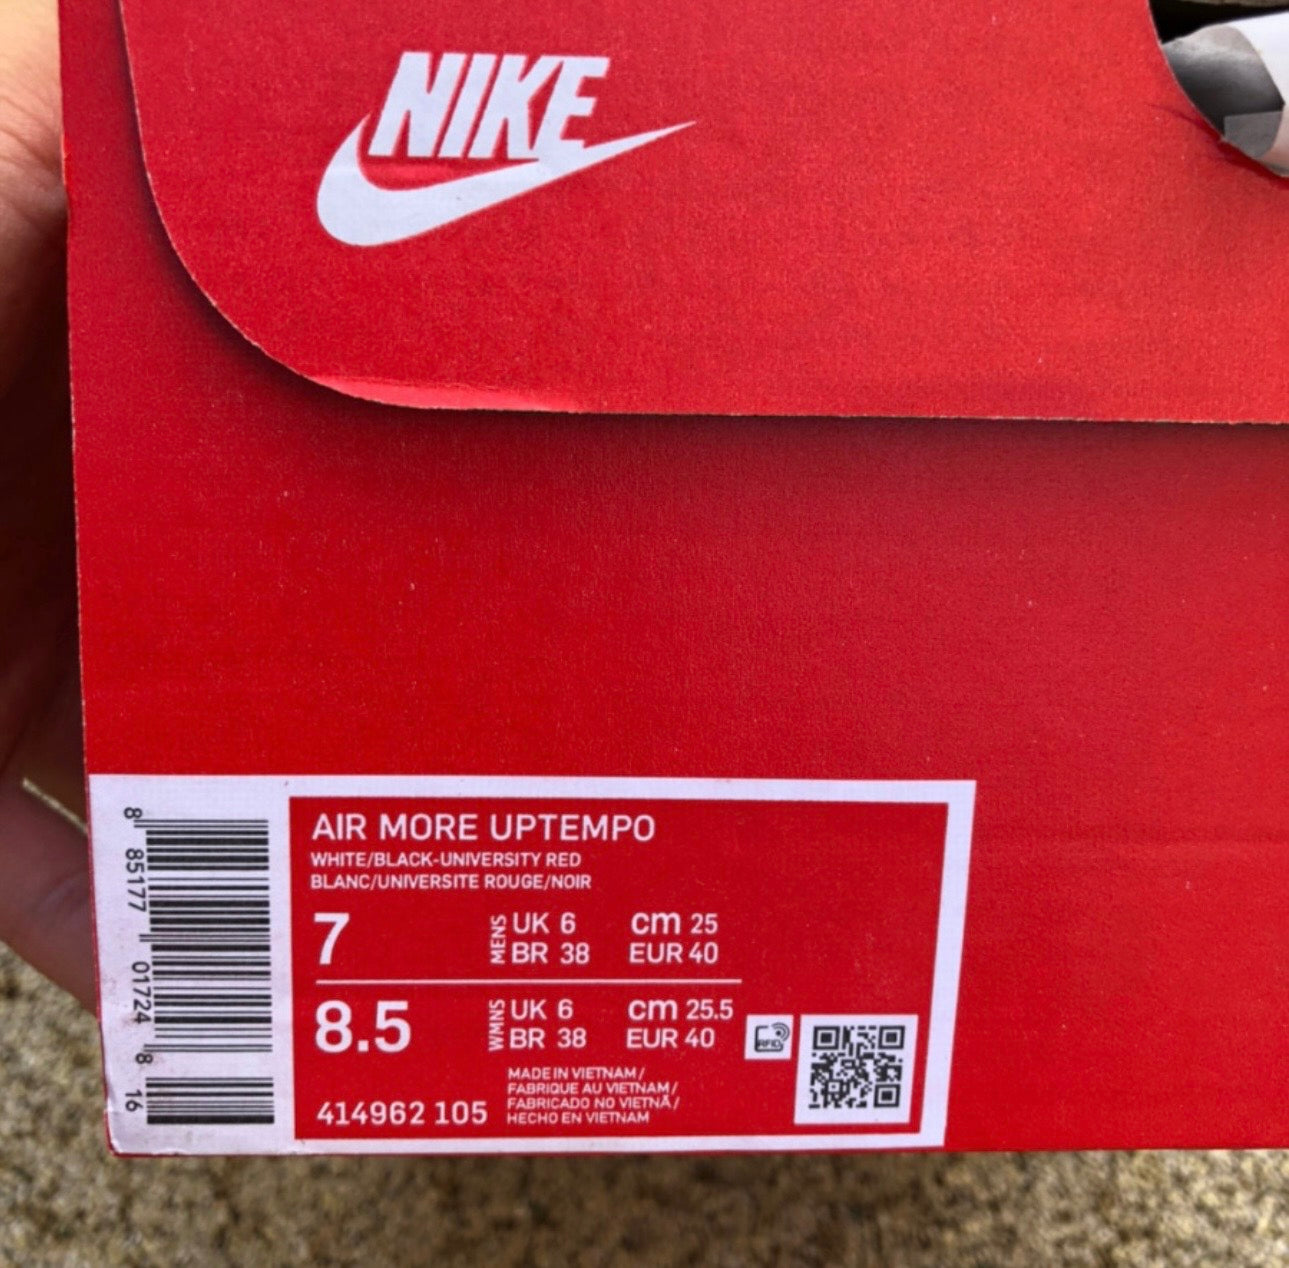 NIKE
AIR MORE UPTEMPO
WHITE/BLACK-UNIVERSITY RED
BLANC/UNIVERSITE ROUGE/NOIR
7 MENS UK 6 cm 25
BR 38 EUR 40
8.5 WMNS UK 6 cm 25.5
BR 38 EUR 40
RFID
MADE IN VIETNAM /
FABRIQUE AU VIETNAM /
FABRICADO NO VIETNÃ /
HECHO EN VIETNAM
414962 105
8 85177 01724 8 16